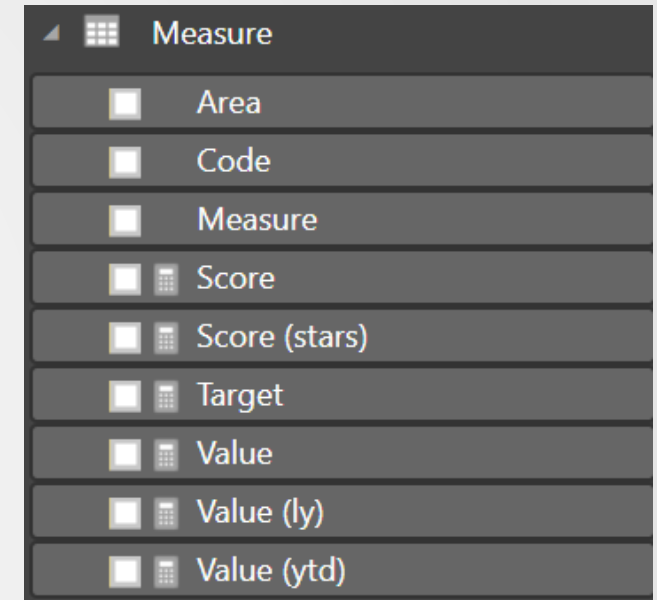 Measure
Area
Code
Measure
Score
Score (stars)
Target
Value
Value (ly)
Value (ytd)